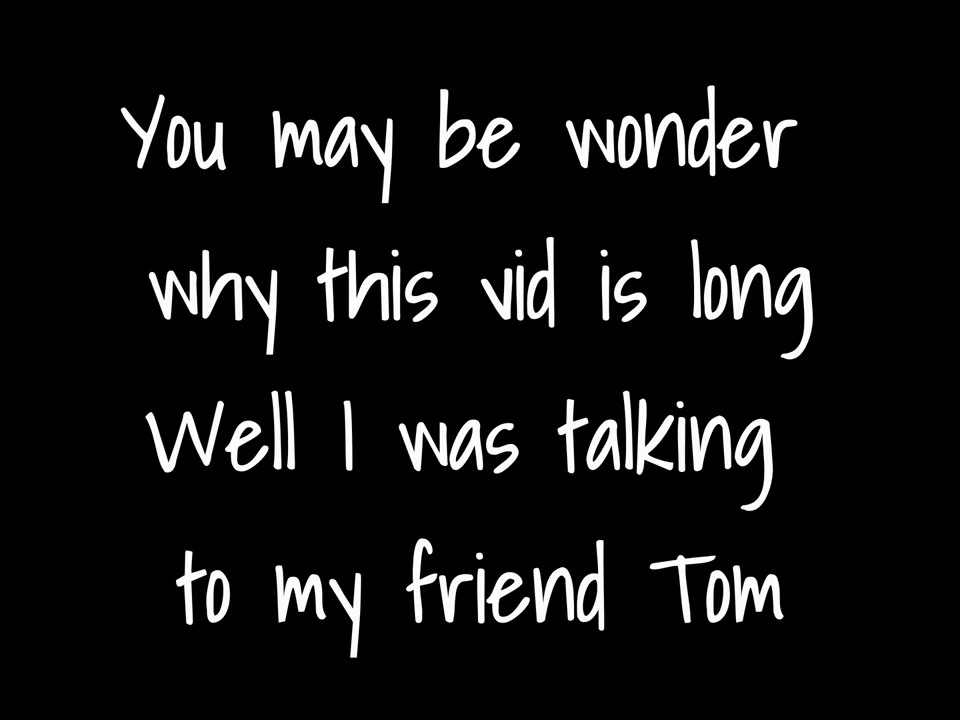 You may be wonder
why this vid is long
Well I was talking
to my friend Tom